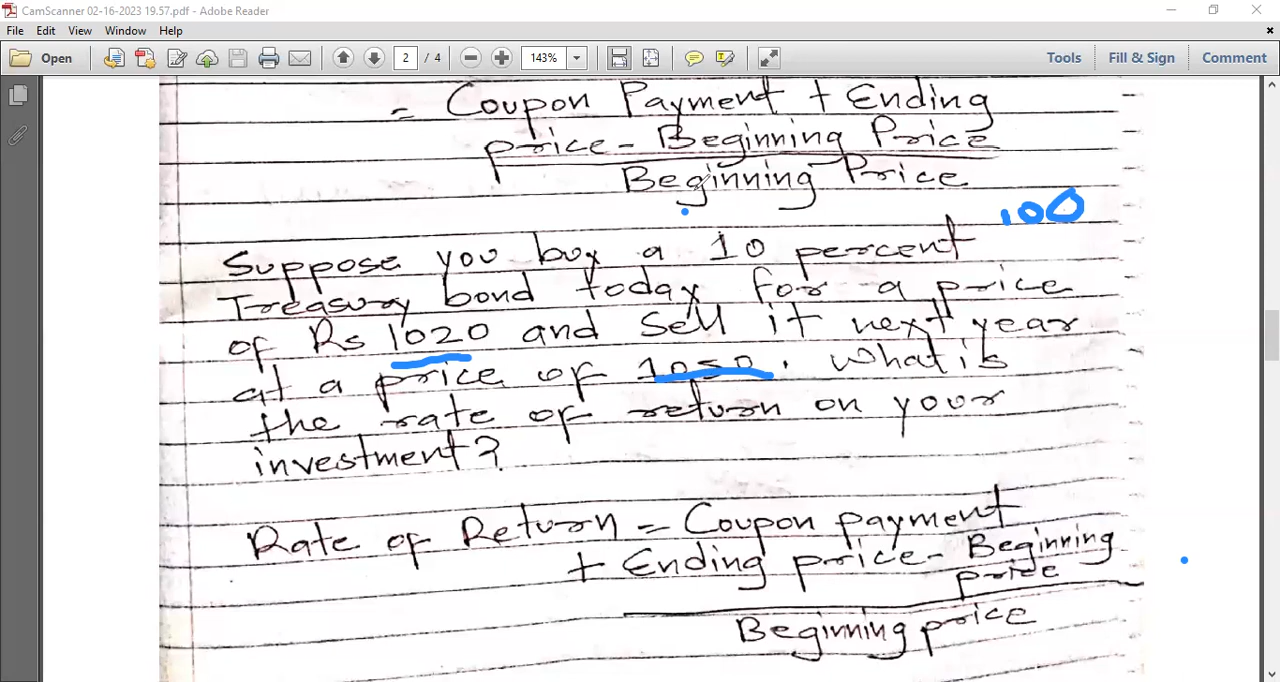 CamScanner 02-16-2023 19.57.pdf - Adobe Reader
File Edit View Window Help
Open 2 / 4 143% Tools Fill & Sign Comment
= Coupon Payment + Ending
price - Beginning Price
Beginning Price
100
Suppose you buy a 10 percent
Treasury bond today for a price
of Rs 1020 and sell it next year
at a price of 1050. What is
the rate of return on your
investment?
Rate of Return = Coupon payment
+ Ending price - Beginning
price
Beginning price